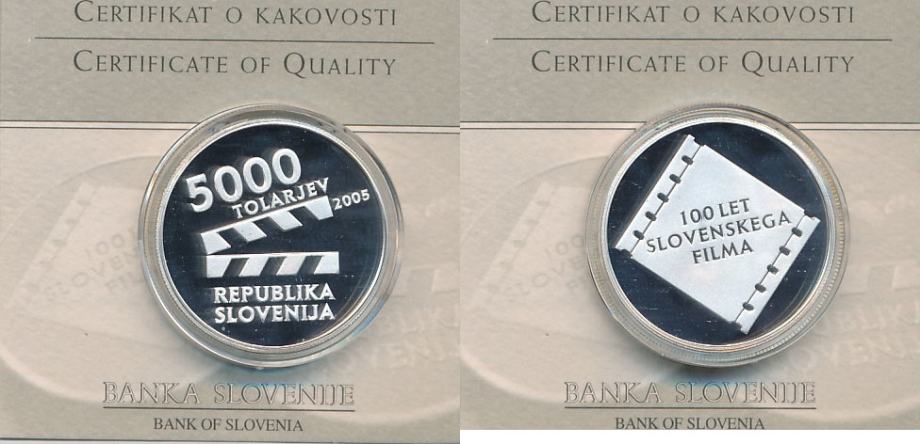 CERTIFIKAT O KAKOVOSTI
CERTIFICATE OF QUALITY
5000
TOLARJEV
2005
REPUBLIKA
SLOVENIJA
BANKA SLOVENIJE
BANK OF SLOVENIA
CERTIFIKAT O KAKOVOSTI
CERTIFICATE OF QUALITY
100 LET
SLOVENSKEGA
FILMA
BANKA SLOVENIJE
BANK OF SLOVENIA